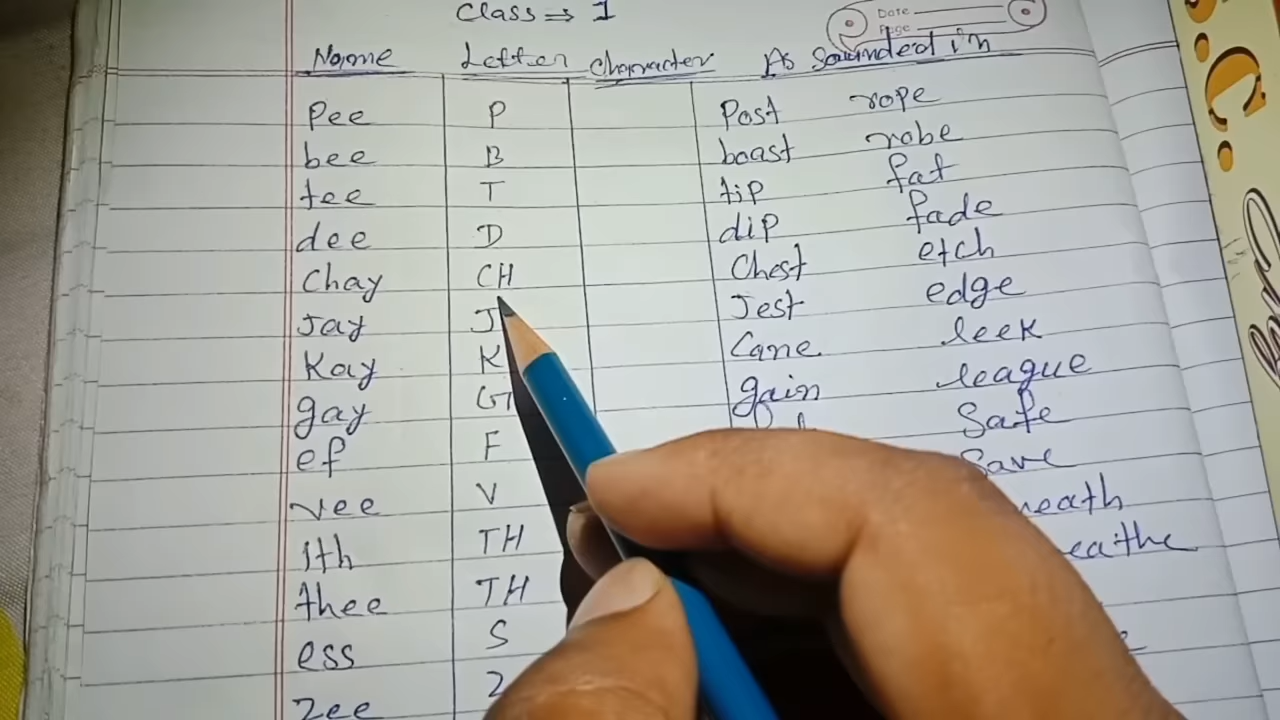 Class ⇒ 1
Date
Page
Name Letter Character As Sounded in
Pee P Post rope
bee B boast robe
tee T tip fat
dee D dip fade
Chay CH Chest etch
Jay J Jest edge
Kay K Cane leek
gay G gain league
ef F Safe
vee V Save
ith TH
thee TH
ess S
Zee Z
S.C.